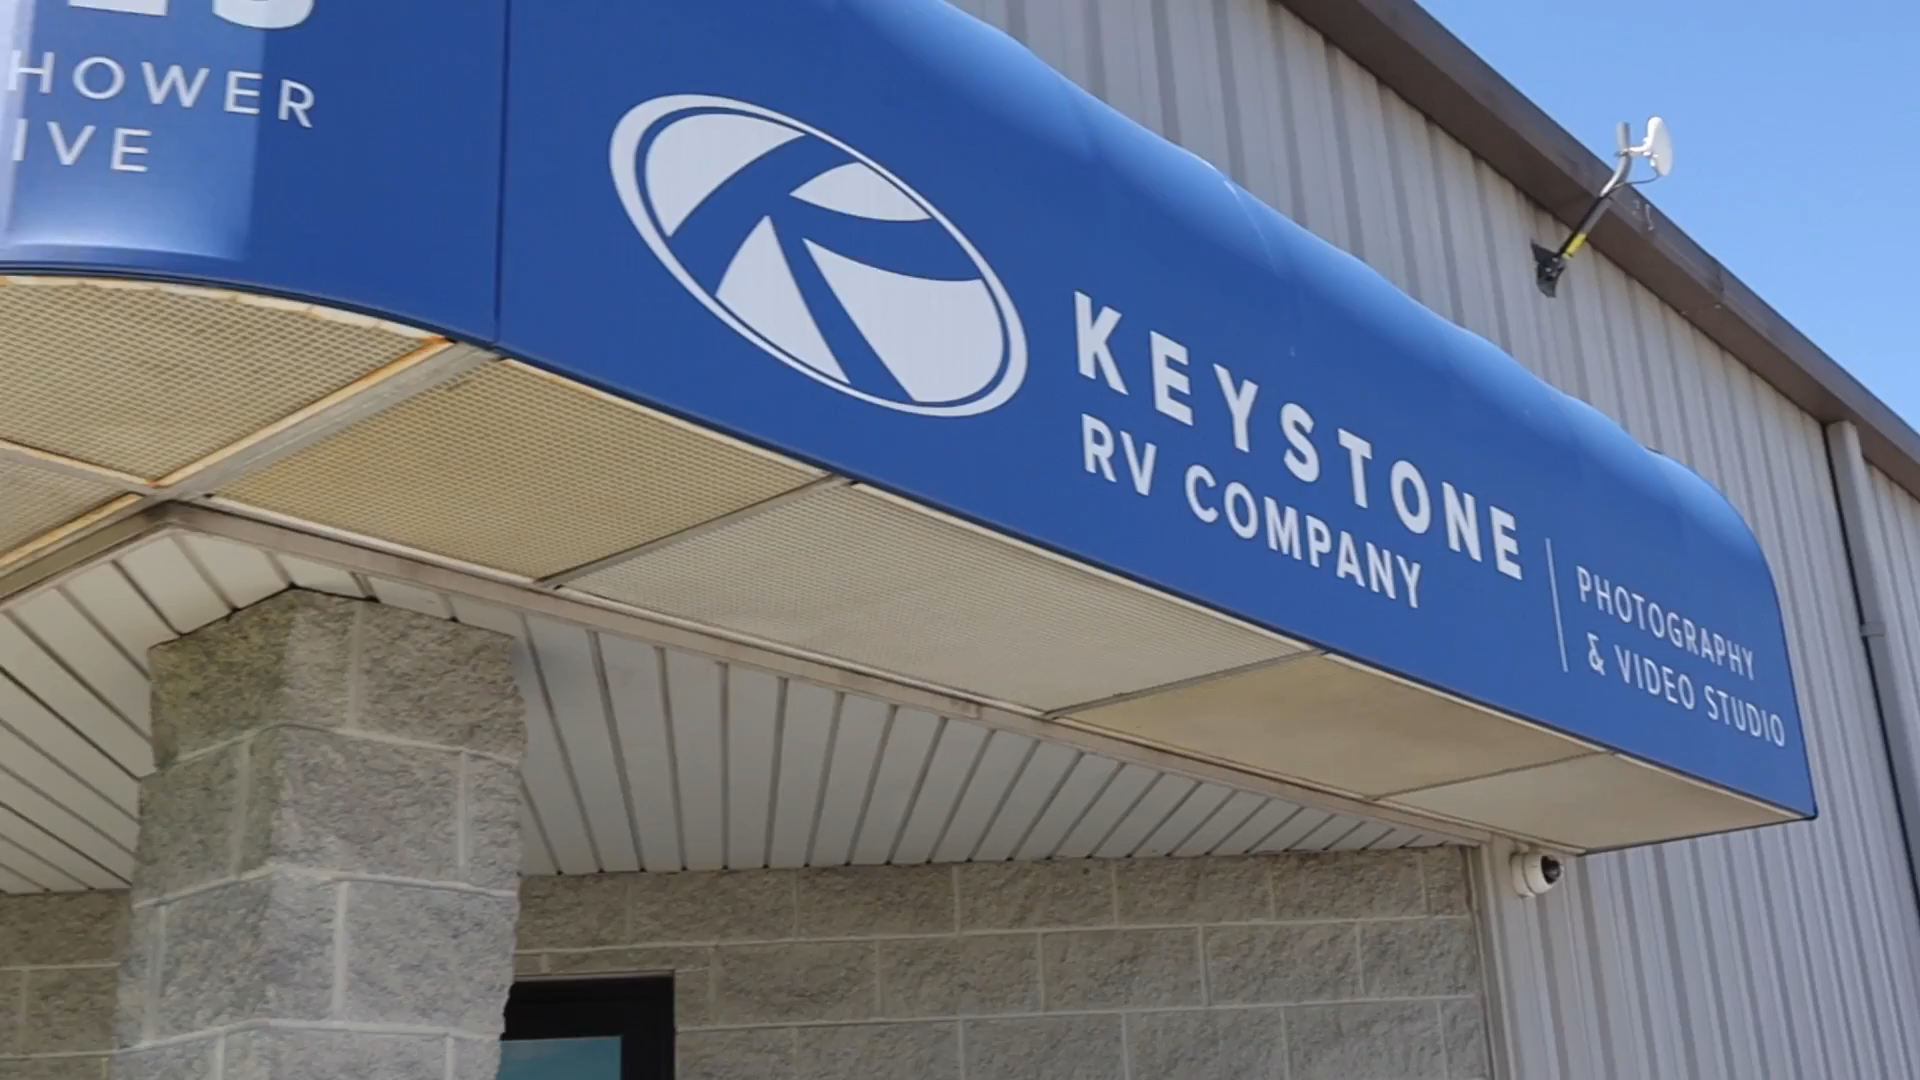 HOWER
IVE
KEYSTONE
RV COMPANY
PHOTOGRAPHY
& VIDEO STUDIO